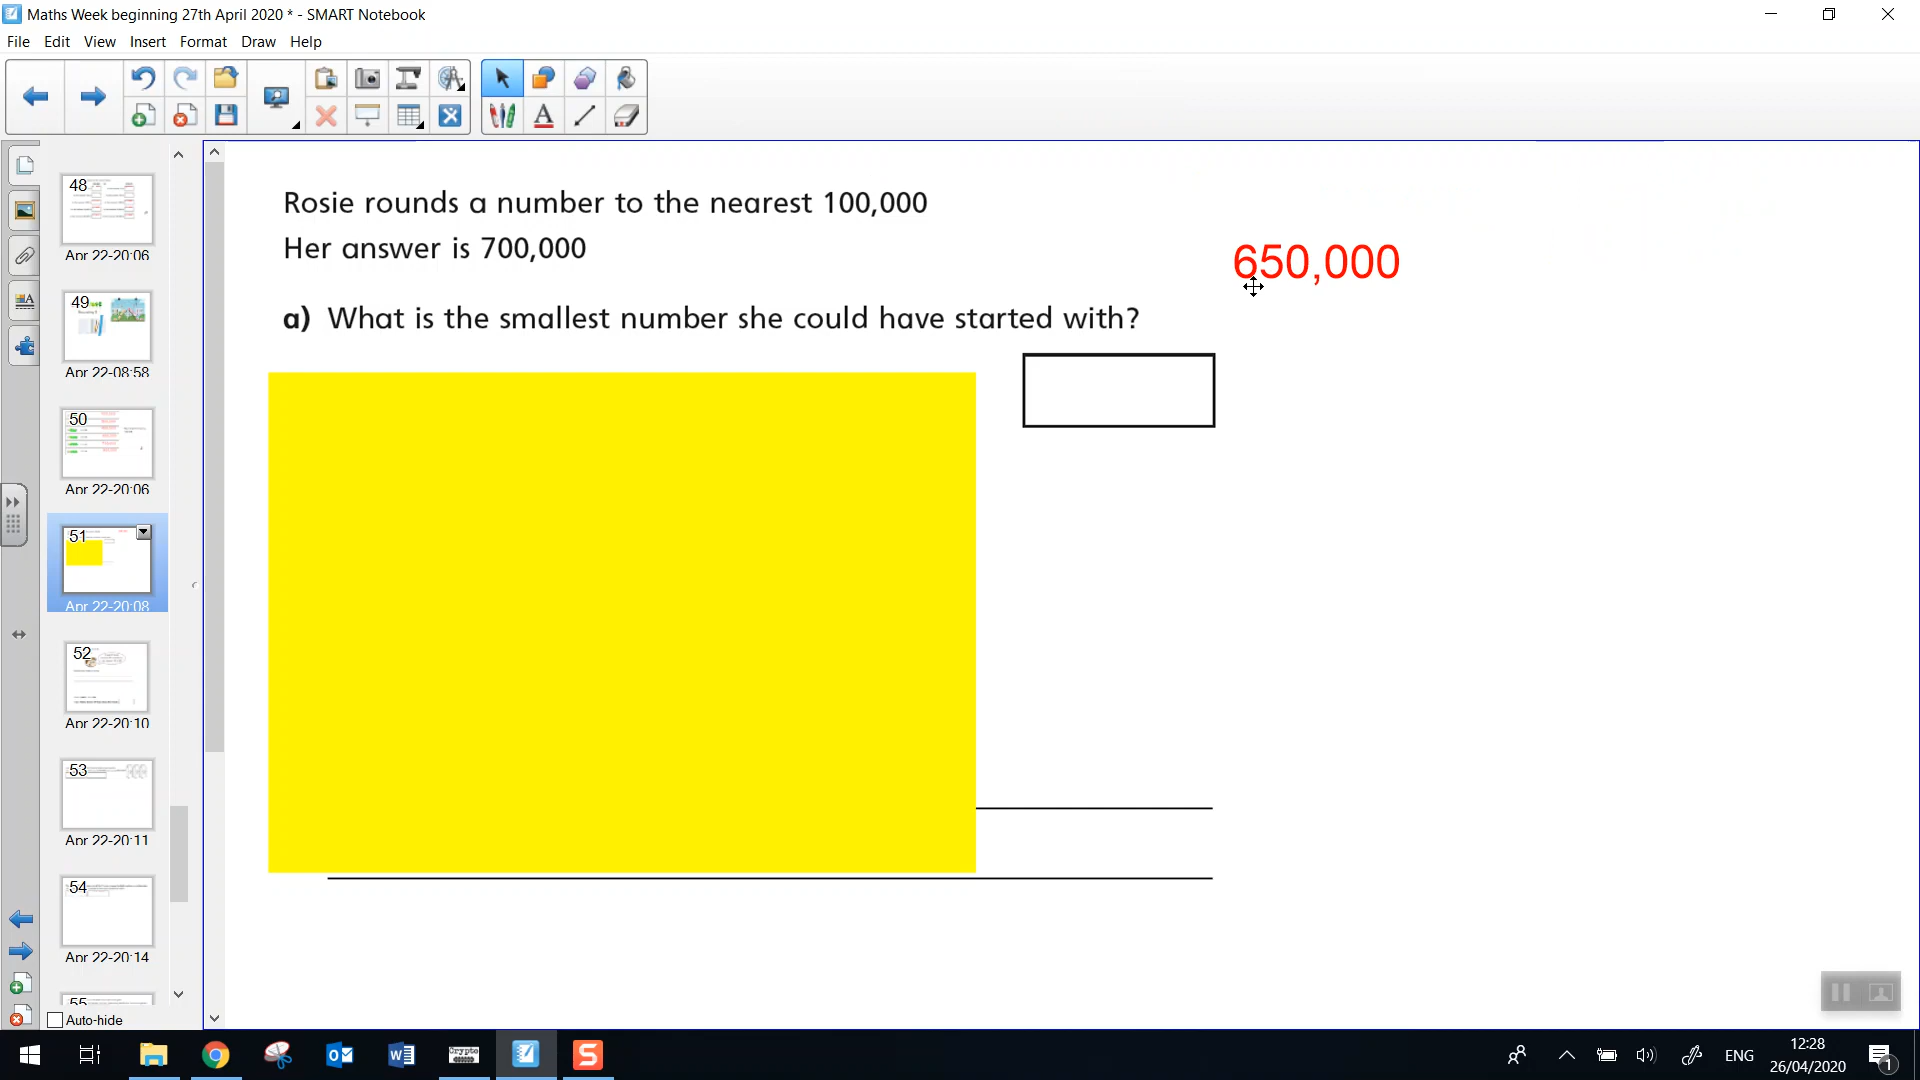 Maths Week beginning 27th April 2020 * - SMART Notebook
File Edit View Insert Format Draw Help
Rosie rounds a number to the nearest 100,000
Her answer is 700,000
650,000
a) What is the smallest number she could have started with?
48
Apr 22-20:06
49
Apr 22-08:58
50
Apr 22-20:06
51
Apr 22-20:08
52
Apr 22-20:10
53
Apr 22-20:11
54
Apr 22-20:14
55
Auto-hide
Crypto
ENG
12:28
26/04/2020
1